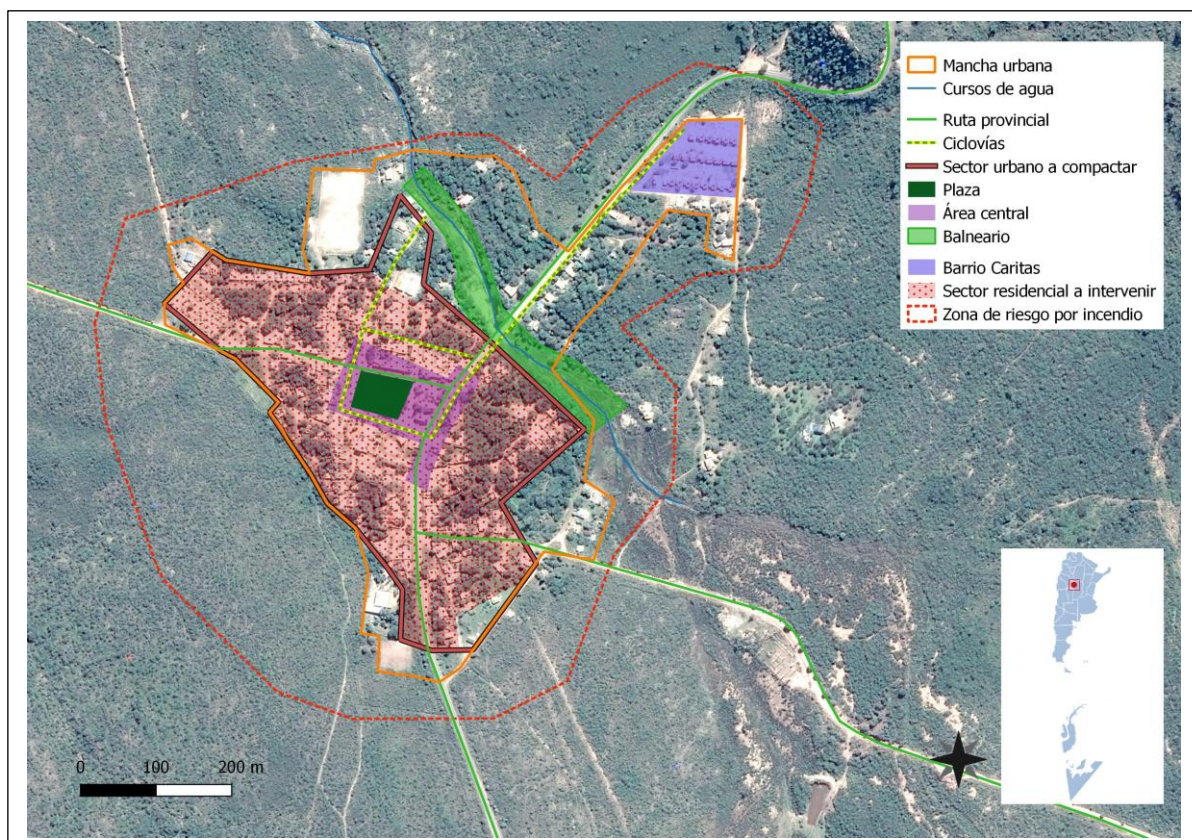 Mancha urbana
Cursos de agua
Ruta provincial
Ciclovías
Sector urbano a compactar
Plaza
Área central
Balneario
Barrio Caritas
Sector residencial a intervenir
Zona de riesgo por incendio
0 100 200 m